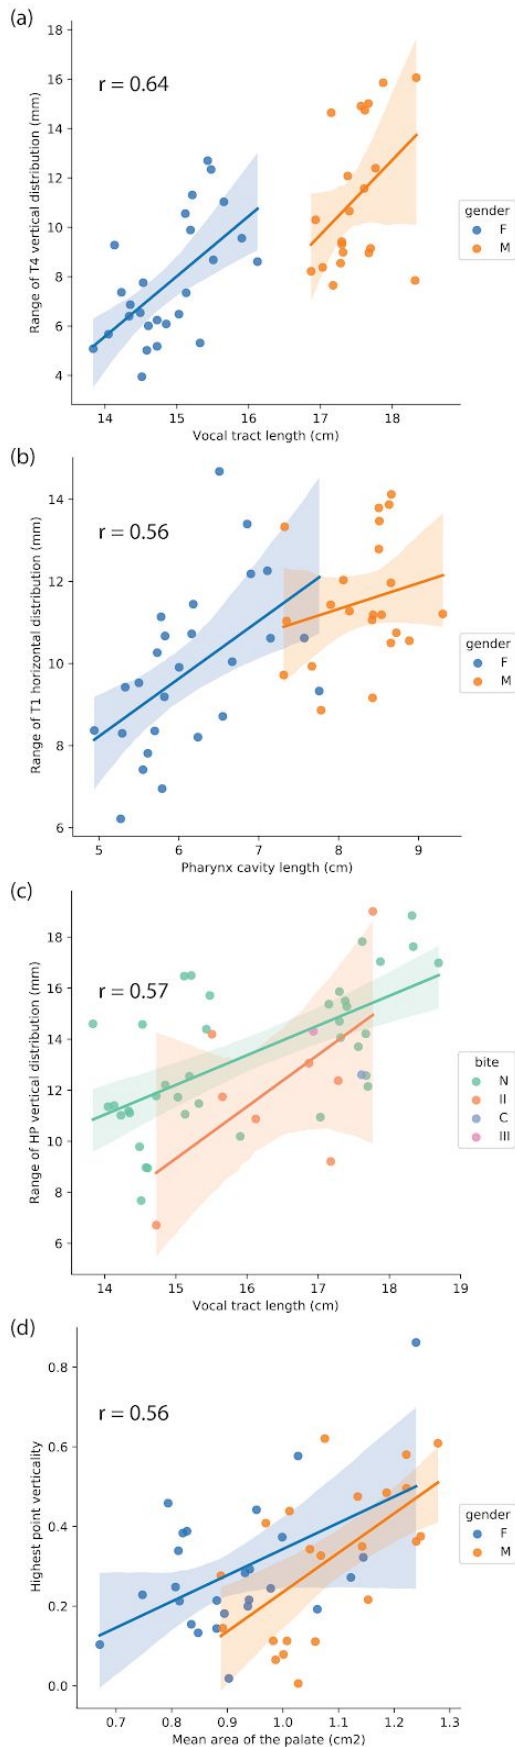 (a)
18
16
14
12
10
8
6
4
Range of T4 vertical distribution (mm)
r = 0.64
gender
F
M
14 15 16 17 18
Vocal tract length (cm)
(b)
14
12
10
8
6
Range of T1 horizontal distribution (mm)
r = 0.56
gender
F
M
5 6 7 8 9
Pharynx cavity length (cm)
(c)
18
16
14
12
10
8
6
Range of HP vertical distribution (mm)
r = 0.57
bite
N
II
C
III
14 15 16 17 18 19
Vocal tract length (cm)
(d)
0.8
0.6
0.4
0.2
0.0
Highest point verticality
r = 0.56
gender
F
M
0.7 0.8 0.9 1.0 1.1 1.2 1.3
Mean area of the palate (cm2)